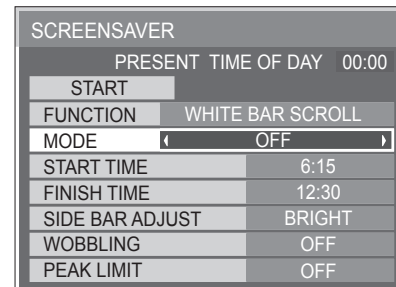 SCREENSAVER
PRESENT TIME OF DAY 00:00
START
FUNCTION WHITE BAR SCROLL
MODE OFF
START TIME 6:15
FINISH TIME 12:30
SIDE BAR ADJUST BRIGHT
WOBBLING OFF
PEAK LIMIT OFF